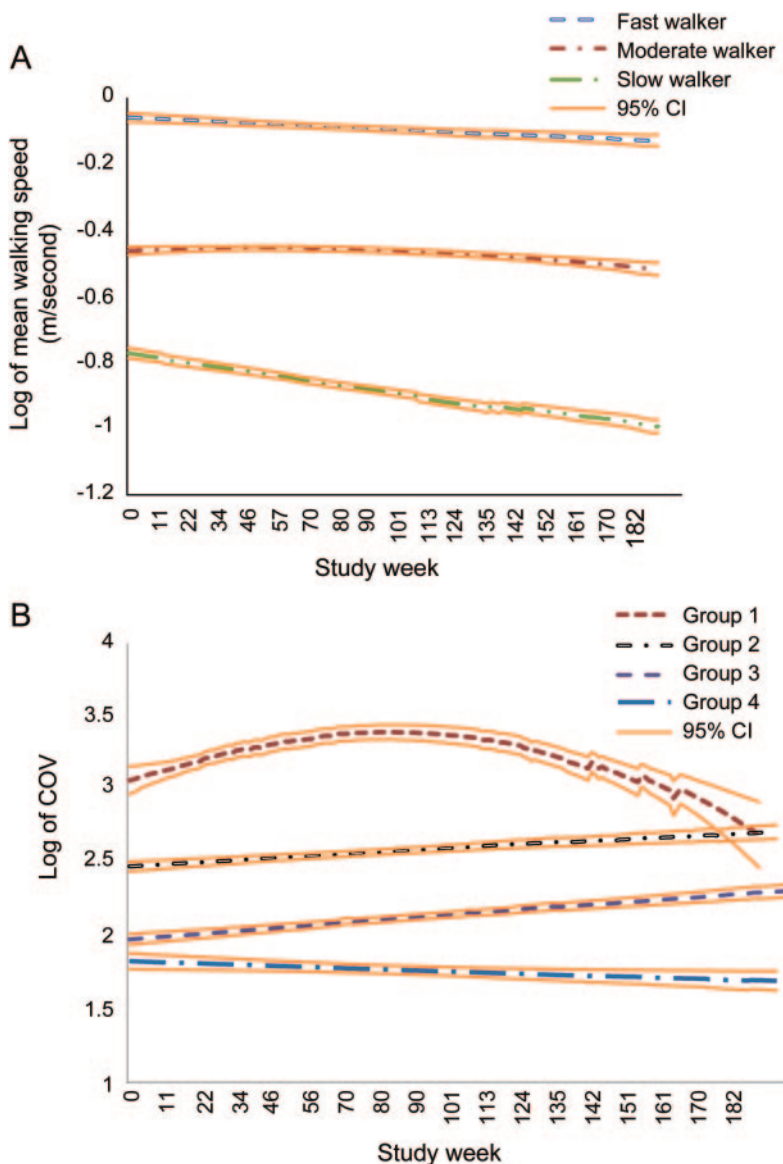 A
Fast walker
Moderate walker
Slow walker
95% CI
Log of mean walking speed
(m/second)
0
-0.2
-0.4
-0.6
-0.8
-1
-1.2
0 11 22 34 46 57 70 80 90 101 113 124 135 142 152 161 170 182
Study week
B
Group 1
Group 2
Group 3
Group 4
95% CI
Log of COV
4
3.5
3
2.5
2
1.5
1
0 11 22 34 46 57 70 80 90 101 113 124 135 142 151 161 170 182
Study week